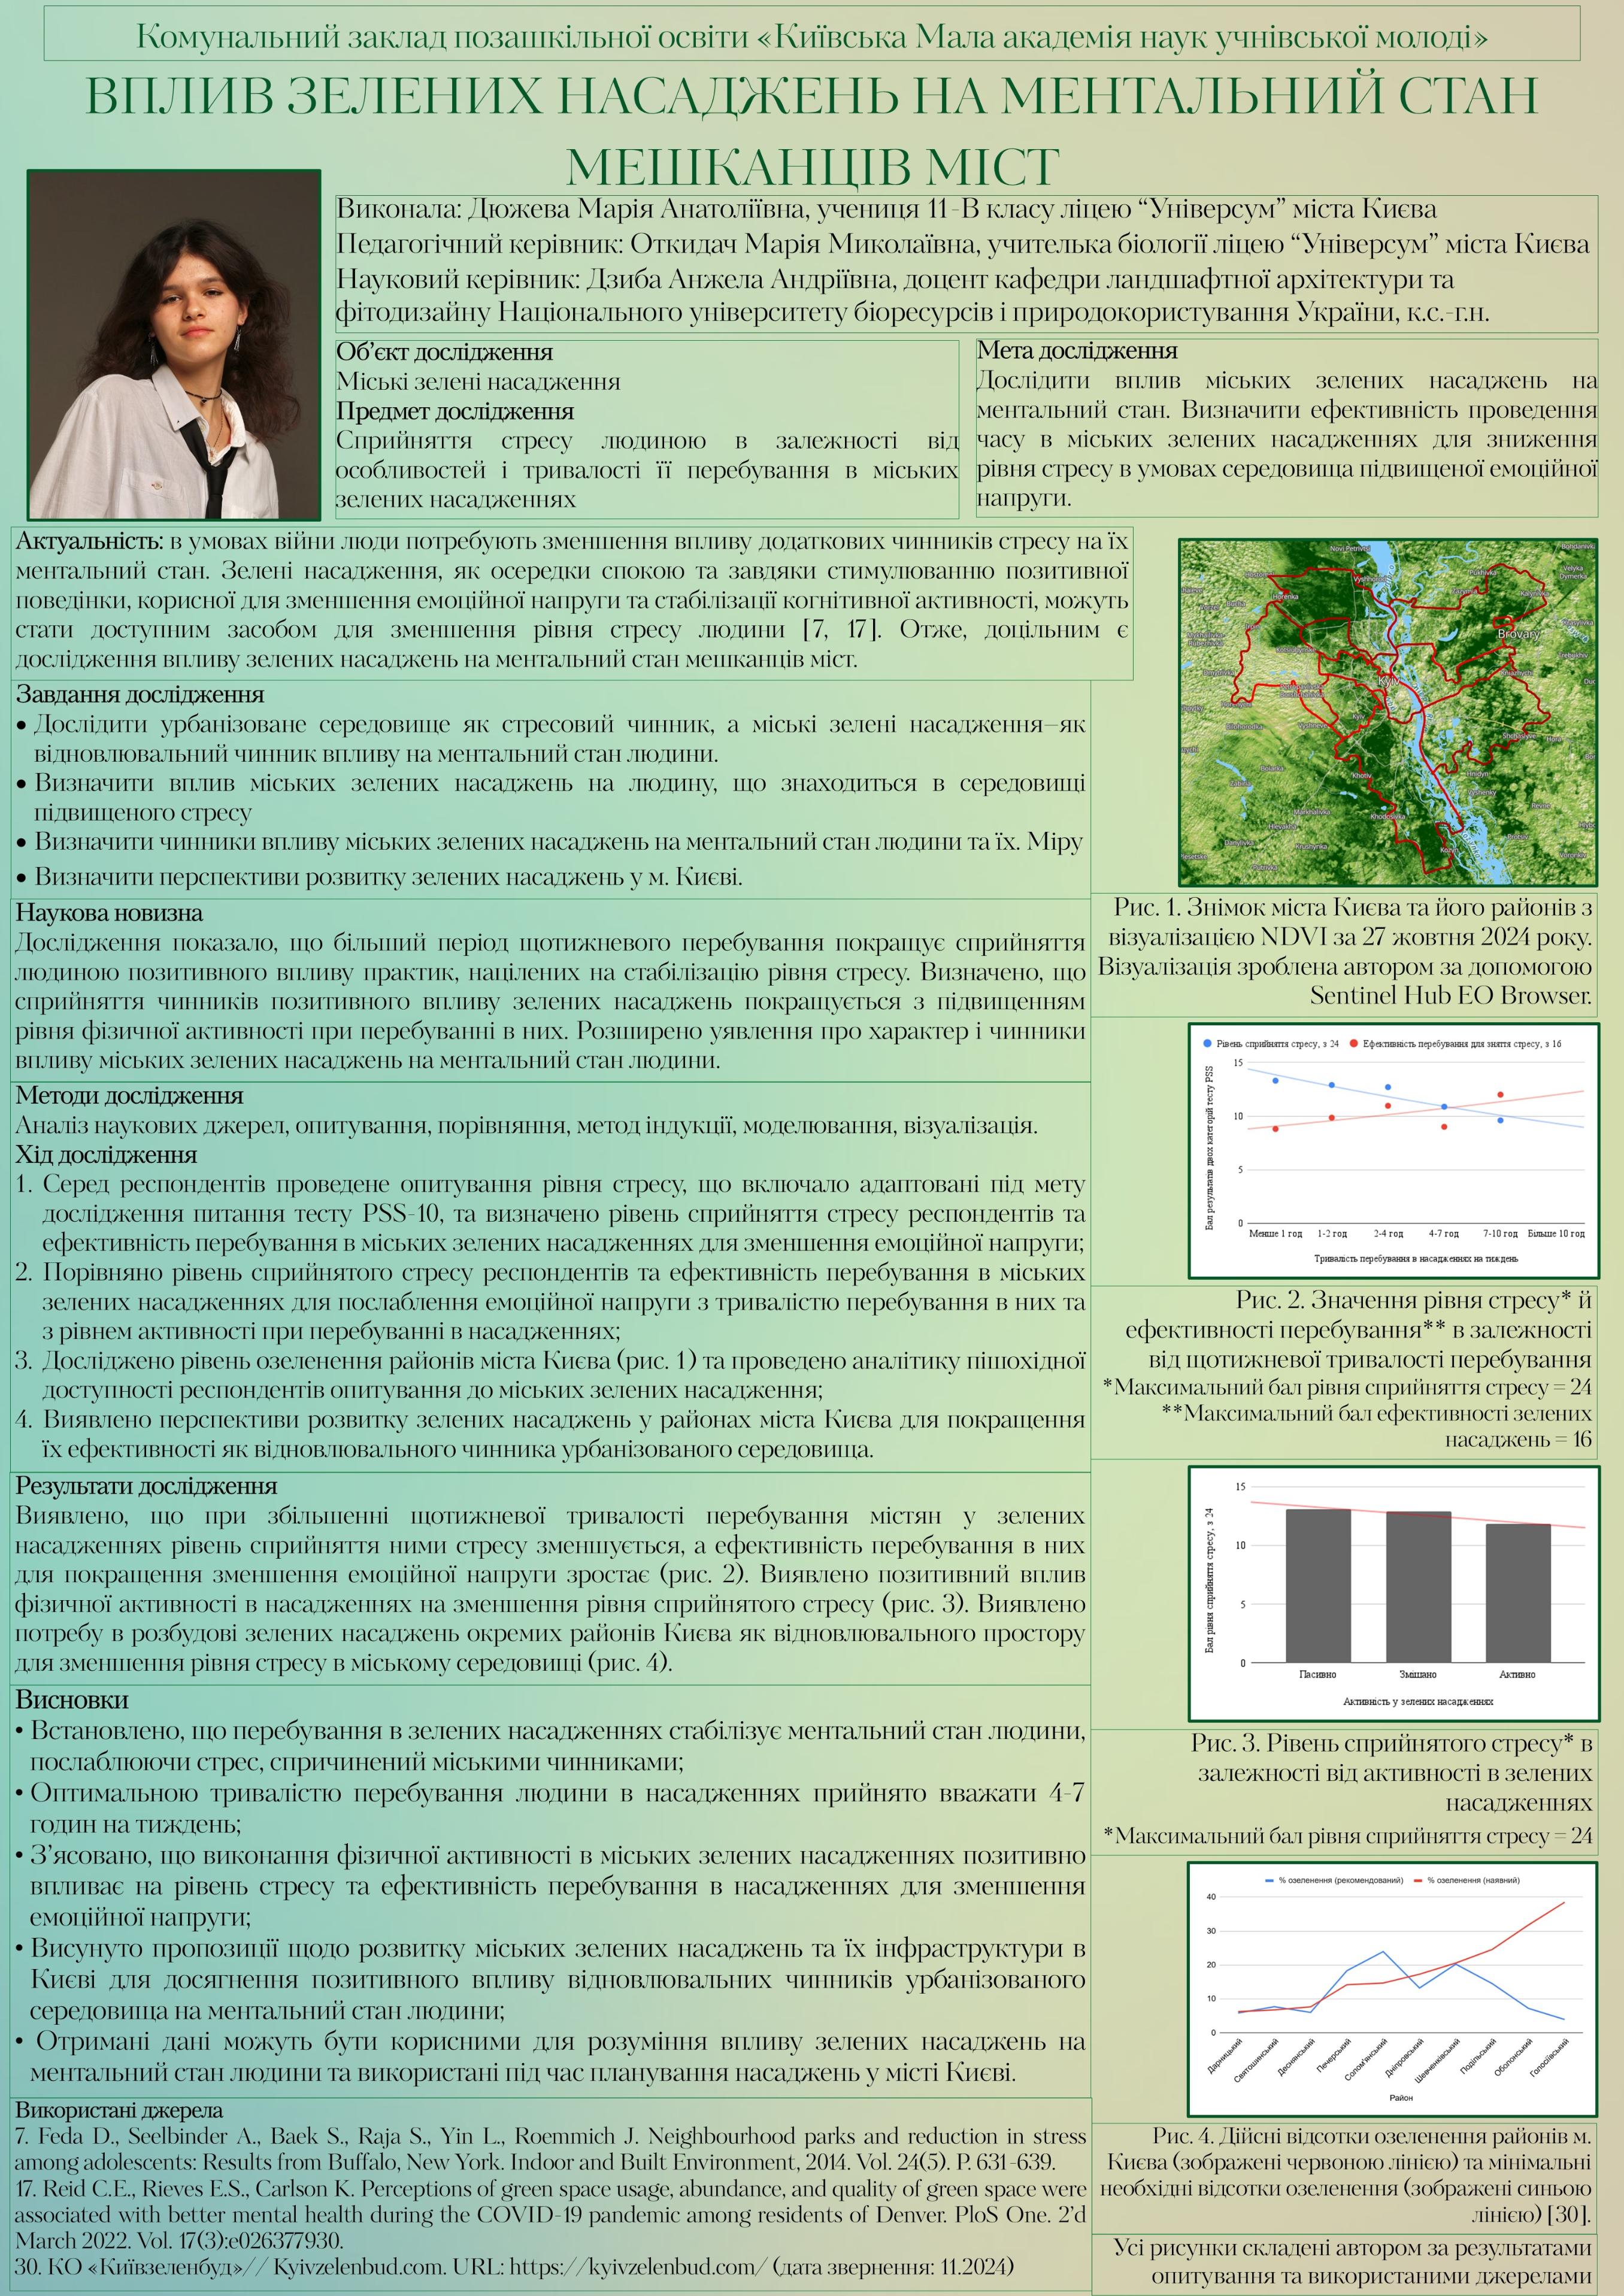 Комунальний заклад позашкільної освіти «Київська Мала академія наук учнівської молоді»
ВПЛИВ ЗЕЛЕНИХ НАСАДЖЕНЬ НА МЕНТАЛЬНИЙ СТАН
МЕШКАНЦІВ МІСТ
Виконала: Дюжева Марія Анатоліївна, учениця 11-В класу ліцею “Універсум” міста Києва
Педагогічний керівник: Откидач Марія Миколаївна, учителька біології ліцею “Універсум” міста Києва
Науковий керівник: Дзиба Анжела Андріївна, доцент кафедри ландшафтної архітектури та
фітодизайну Національного університету біоресурсів і природокористування України, к.с.-г.н.
Об’єкт дослідження
Міські зелені насадження
Предмет дослідження
Сприйняття стресу людиною в залежності від
особливостей і тривалості її перебування в міських
зелених насадженнях
Мета дослідження
Дослідити вплив міських зелених насаджень на
ментальний стан. Визначити ефективність проведення
часу в міських зелених насадженнях для зниження
рівня стресу в умовах середовища підвищеної емоційної
напруги.
Актуальність: в умовах війни люди потребують зменшення впливу додаткових чинників стресу на їх
ментальний стан. Зелені насадження, як осередки спокою та завдяки стимулюванню позитивної
поведінки, корисної для зменшення емоційної напруги та стабілізації когнітивної активності, можуть
стати доступним засобом для зменшення рівня стресу людини [7, 17]. Отже, доцільним є
дослідження впливу зелених насаджень на ментальний стан мешканців міст.
Завдання дослідження
• Дослідити урбанізоване середовище як стресовий чинник, а міські зелені насадження—як
відновлювальний чинник впливу на ментальний стан людини.
• Визначити вплив міських зелених насаджень на людину, що знаходиться в середовищі
підвищеного стресу
• Визначити чинники впливу міських зелених насаджень на ментальний стан людини та їх. Міру
• Визначити перспективи розвитку зелених насаджень у м. Києві.
Наукова новизна
Дослідження показало, що більший період щотижневого перебування покращує сприйняття
людиною позитивного впливу практик, націлених на стабілізацію рівня стресу. Визначено, що
сприйняття чинників позитивного впливу зелених насаджень покращується з підвищенням
рівня фізичної активності при перебуванні в них. Розширено уявлення про характер і чинники
впливу міських зелених насаджень на ментальний стан людини.
Методи дослідження
Аналіз наукових джерел, опитування, порівняння, метод індукції, моделювання, візуалізація.
Хід дослідження
1. Серед респондентів проведене опитування рівня стресу, що включало адаптовані під мету
дослідження питання тесту PSS-10, та визначено рівень сприйняття стресу респондентів та
ефективність перебування в міських зелених насадженнях для зменшення емоційної напруги;
2. Порівняно рівень сприйнятого стресу респондентів та ефективність перебування в міських
зелених насадженнях для послаблення емоційної напруги з тривалістю перебування в них та
з рівнем активності при перебуванні в насадженнях;
3. Досліджено рівень озеленення районів міста Києва (рис. 1) та проведено аналітику пішохідної
доступності респондентів опитування до міських зелених насадження;
4. Виявлено перспективи розвитку зелених насаджень у районах міста Києва для покращення
їх ефективності як відновлювального чинника урбанізованого середовища.
Результати дослідження
Виявлено, що при збільшенні щотижневої тривалості перебування містян у зелених
насадженнях рівень сприйняття ними стресу зменшується, а ефективність перебування в них
для покращення зменшення емоційної напруги зростає (рис. 2). Виявлено позитивний вплив
фізичної активності в насадженнях на зменшення рівня сприйнятого стресу (рис. 3). Виявлено
потребу в розбудові зелених насаджень окремих районів Києва як відновлювального простору
для зменшення рівня стресу в міському середовищі (рис. 4).
Висновки
• Встановлено, що перебування в зелених насадженнях стабілізує ментальний стан людини,
послаблюючи стрес, спричинений міськими чинниками;
• Оптимальною тривалістю перебування людини в насадженнях прийнято вважати 4-7
годин на тиждень;
• З’ясовано, що виконання фізичної активності в міських зелених насадженнях позитивно
впливає на рівень стресу та ефективність перебування в насадженнях для зменшення
емоційної напруги;
• Висунуто пропозиції щодо розвитку міських зелених насаджень та їх інфраструктури в
Києві для досягнення позитивного впливу відновлювальних чинників урбанізованого
середовища на ментальний стан людини;
• Отримані дані можуть бути корисними для розуміння впливу зелених насаджень на
ментальний стан людини та використані під час планування насаджень у місті Києві.
Використані джерела
7. Feda D., Seelbinder A., Baek S., Raja S., Yin L., Roemmich J. Neighbourhood parks and reduction in stress
among adolescents: Results from Buffalo, New York. Indoor and Built Environment, 2014. Vol. 24(5). P. 631-639.
17. Reid C.E., Rieves E.S., Carlson K. Perceptions of green space usage, abundance, and quality of green space were
associated with better mental health during the COVID-19 pandemic among residents of Denver. PloS One. 2’d
March 2022. Vol. 17(3):e026377930.
30. КО «Київзеленбуд»// Kyivzelenbud.com. URL: https://kyivzelenbud.com/ (дата звернення: 11.2024)
Novi Petrivtsi
Vyshhorod
Pukhivka
Velyka
Dymerka
Horenka
Brovary
Kyiv
Kyiv
Khotiv
Hnidyn
Vyshenky
Khodosivka
Kozyn
Protsiv
Voronkiv
Hlevakha
Krushynka
Danylivka
Рис. 1. Знімок міста Києва та його районів з
візуалізацією NDVI за 27 жовтня 2024 року.
Візуалізація зроблена автором за допомогою
Sentinel Hub EO Browser.
Рівень сприйняття стресу, з 24 Ефективність перебування для зняття стресу, з 16
Бал результатів двох категорій тесту PSS
15
10
5
0
Менше 1 год 1-2 год 2-4 год 4-7 год 7-10 год Більше 10 год
Тривалість перебування в насадженнях на тиждень
Рис. 2. Значення рівня стресу* й
ефективності перебування** в залежності
від щотижневої тривалості перебування
*Максимальний бал рівня сприйняття стресу = 24
**Максимальний бал ефективності зелених
насаджень = 16
Бал рівня сприйняття стресу, з 24
15
10
5
0
Пасивно Змішано Активно
Активність у зелених насадженнях
Рис. 3. Рівень сприйнятого стресу* в
залежності від активності в зелених
насадженнях
*Максимальний бал рівня сприйняття стресу = 24
% озеленення (рекомендований) % озеленення (наявний)
40
30
20
10
0
Дарницький Святошинський Деснянський Печерський Солом'янський Дніпровський Шевченківський Подільський Оболонський Голосіївський
Район
Рис. 4. Дійсні відсотки озеленення районів м.
Києва (зображені червоною лінією) та мінімальні
необхідні відсотки озеленення (зображені синьою
лінією) [30].
Усі рисунки складені автором за результатами
опитування та використаними джерелами